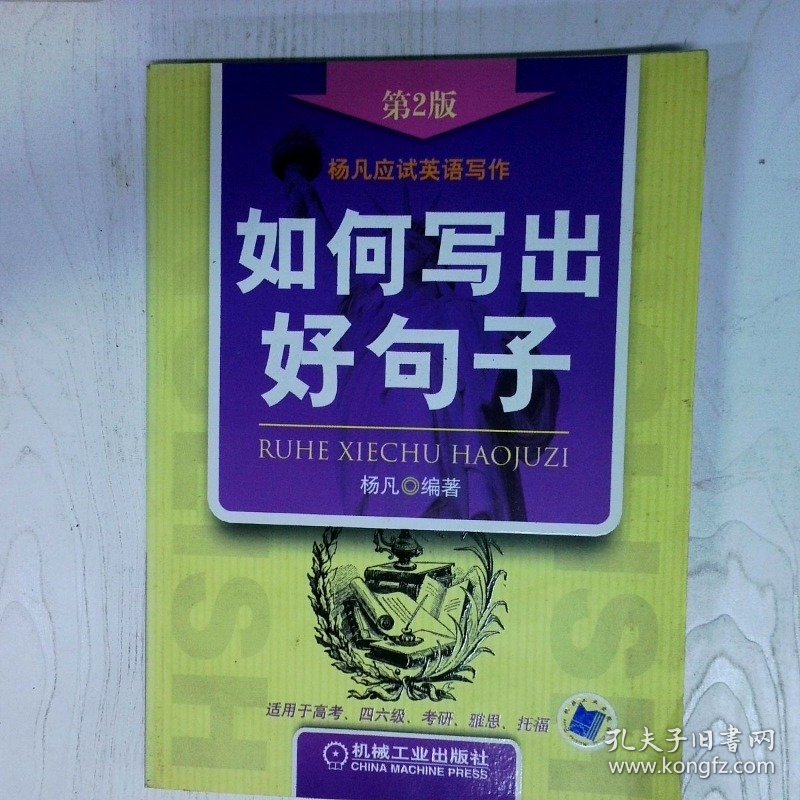 第2版
杨凡应试英语写作
如何写出
好句子
RUHE XIECHU HAOJUZI
杨凡◎编著
适用于高考、四六级、考研、雅思、托福
机械工业出版社
CHINA MACHINE PRESS
孔夫子旧书网
www.kongfz.com